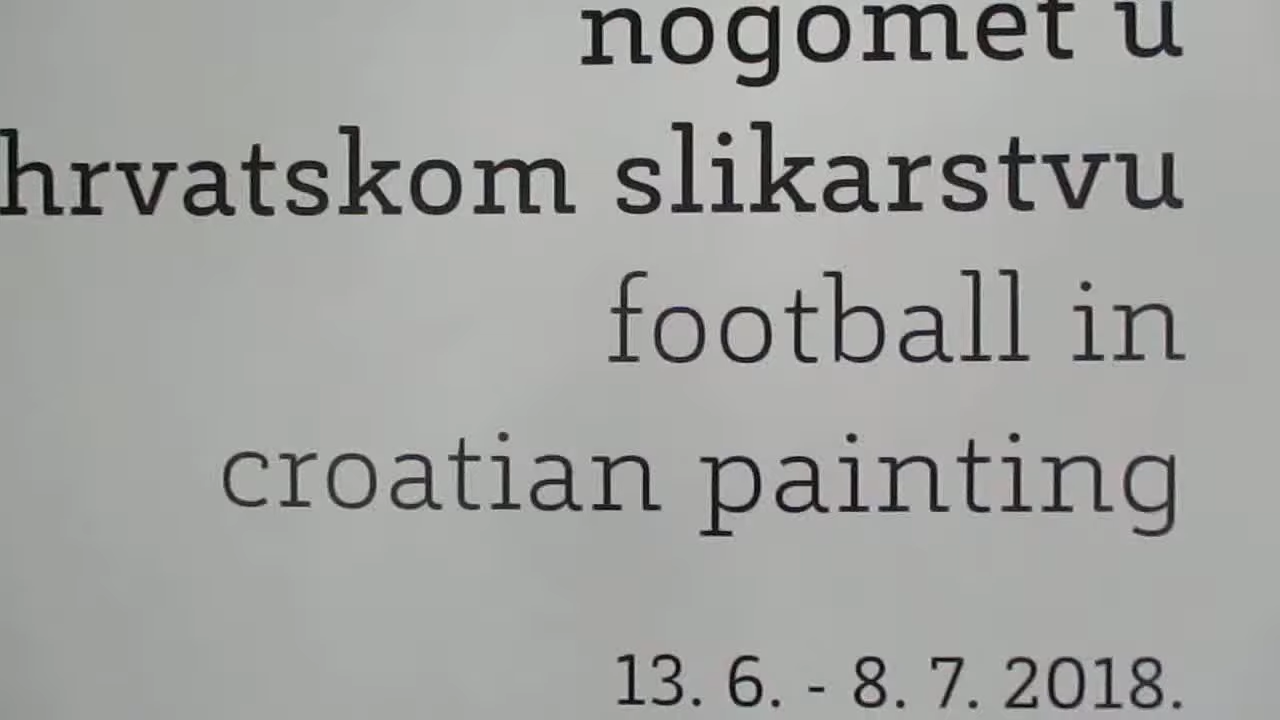 nogomet u
hrvatskom slikarstvu
football in
croatian painting
13. 6. - 8. 7. 2018.